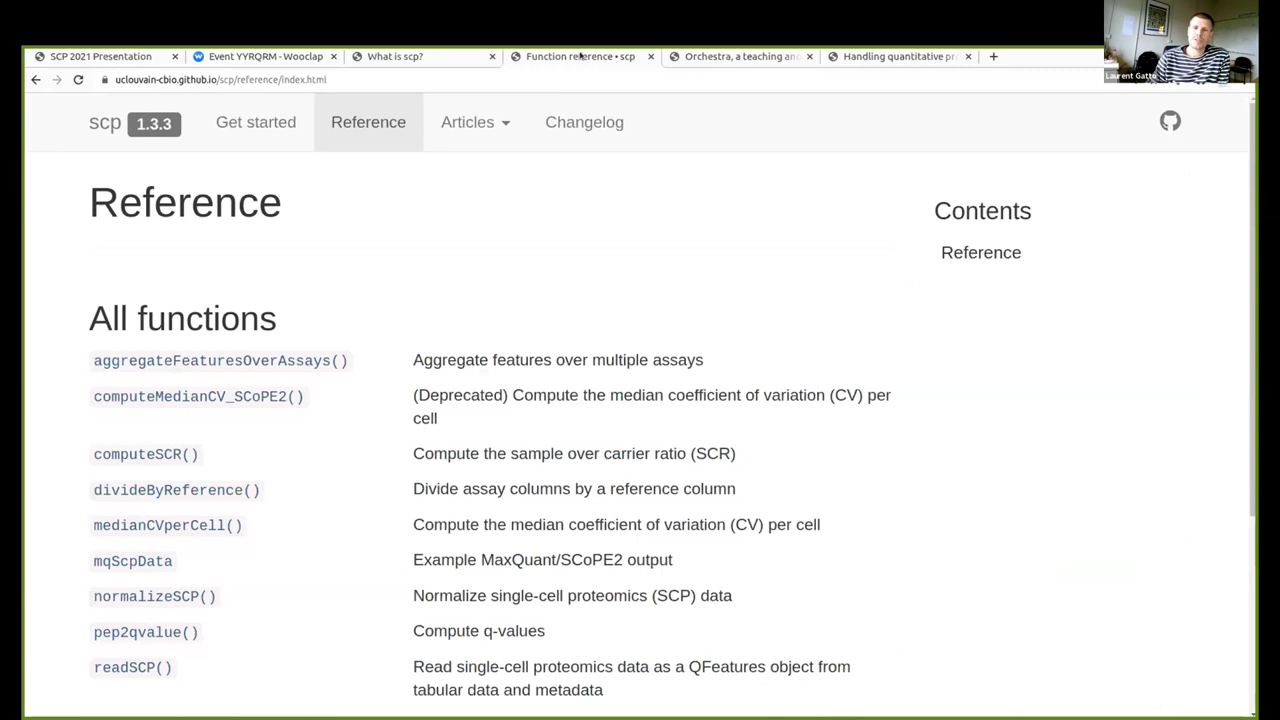 SCP 2021 Presentation
Event YYRQRM - Wooclap
What is scp?
Function reference • scp
Orchestra, a teaching an
Handling quantitative pr
Laurent Gatto
uclouvain-cbio.github.io/scp/reference/index.html
scp 1.3.3 Get started Reference Articles Changelog
Reference
Contents
Reference
All functions
aggregateFeaturesOverAssays() Aggregate features over multiple assays
computeMedianCV_SCoPE2() (Deprecated) Compute the median coefficient of variation (CV) per
cell
computeSCR() Compute the sample over carrier ratio (SCR)
divideByReference() Divide assay columns by a reference column
medianCVperCell() Compute the median coefficient of variation (CV) per cell
mqScpData Example MaxQuant/SCoPE2 output
normalizeSCP() Normalize single-cell proteomics (SCP) data
pep2qvalue() Compute q-values
readSCP() Read single-cell proteomics data as a QFeatures object from
tabular data and metadata